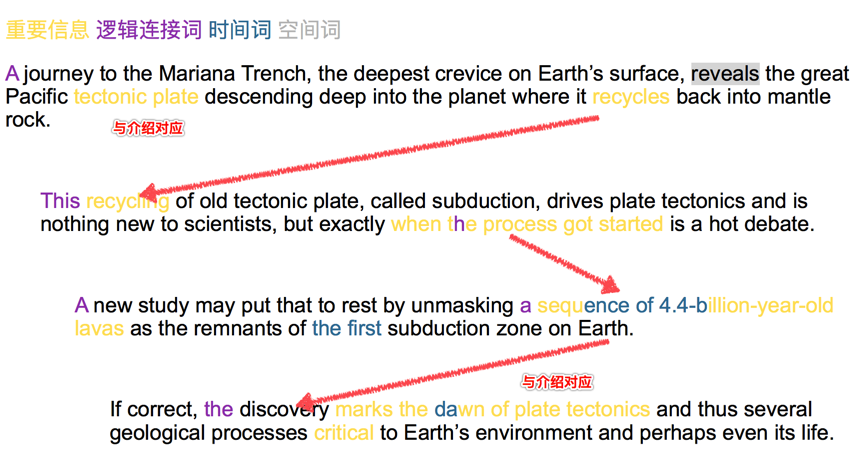 重要信息 逻辑连接词 时间词 空间词
A journey to the Mariana Trench, the deepest crevice on Earth’s surface, reveals the great
Pacific tectonic plate descending deep into the planet where it recycles back into mantle
rock.
与介绍对应
This recycling of old tectonic plate, called subduction, drives plate tectonics and is
nothing new to scientists, but exactly when the process got started is a hot debate.
A new study may put that to rest by unmasking a sequence of 4.4-billion-year-old
lavas as the remnants of the first subduction zone on Earth.
与介绍对应
If correct, the discovery marks the dawn of plate tectonics and thus several
geological processes critical to Earth’s environment and perhaps even its life.